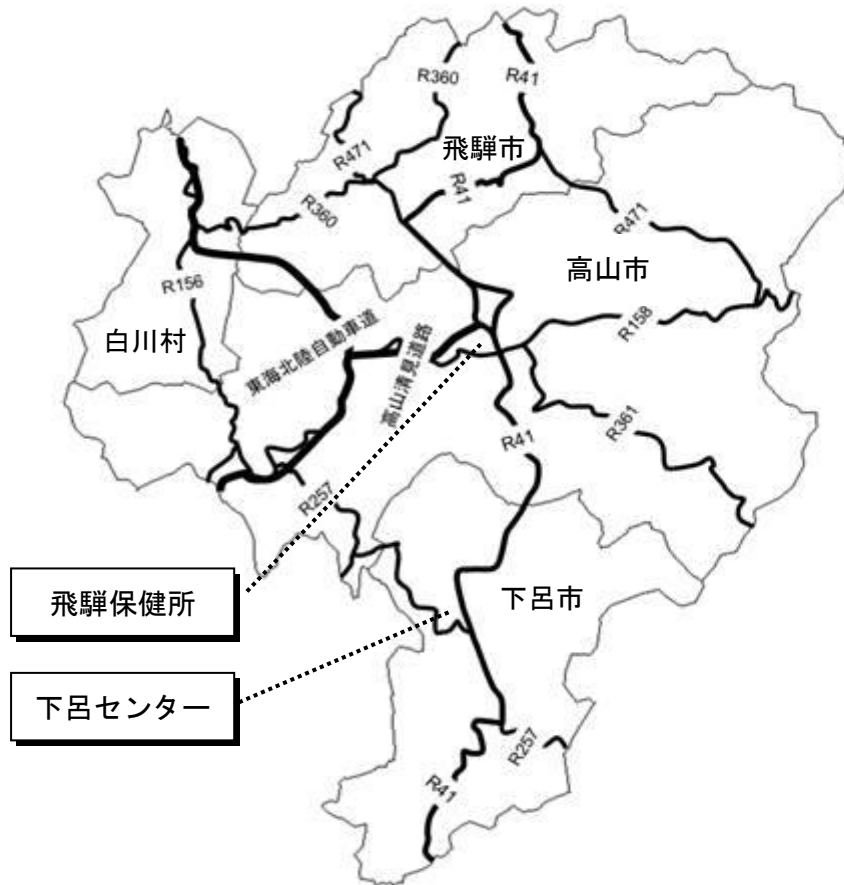 R360
R41
飛騨市
R471
R41
R360
R471
高山市
R156
白川村
東海北陸自動車道
高山清見道路
R158
R361
R41
R257
飛騨保健所
下呂市
下呂センター
R257
R41